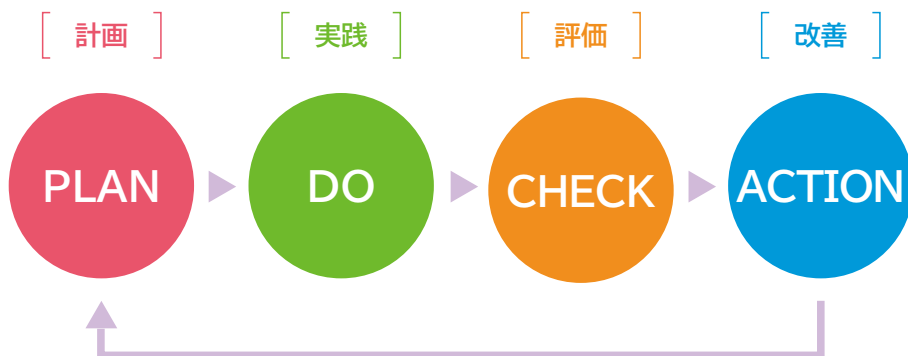 [ 計画 ]
[ 実践 ]
[ 評価 ]
[ 改善 ]
PLAN
DO
CHECK
ACTION